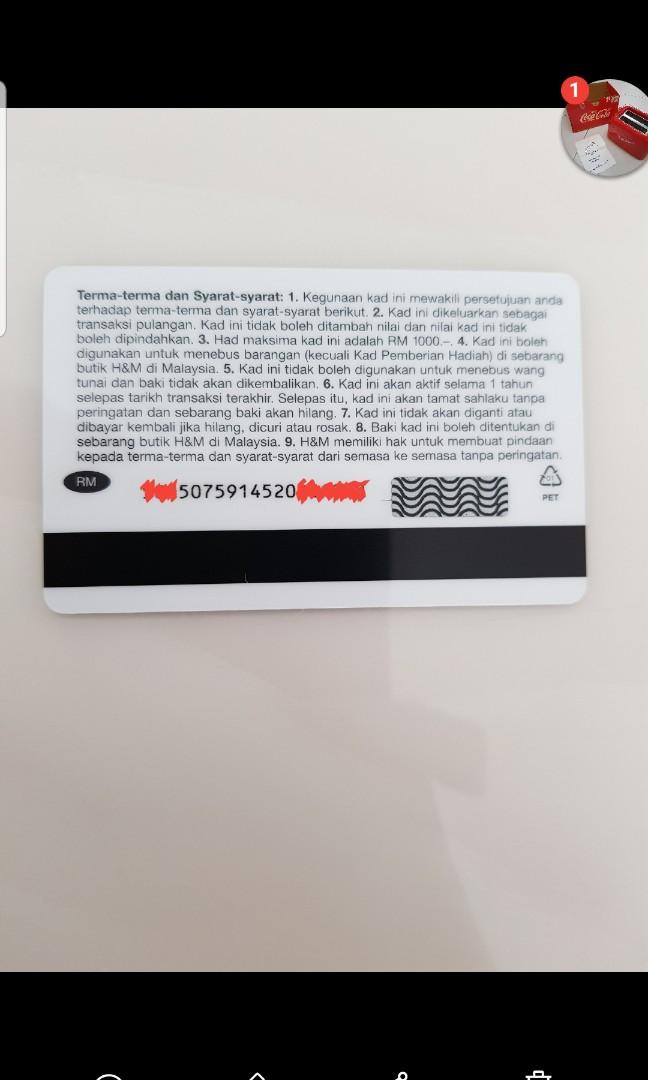 1
Coca-Cola
Terma-terma dan Syarat-syarat: 1. Kegunaan kad ini mewakili persetujuan anda
terhadap terma-terma dan syarat-syarat berikut. 2. Kad ini dikeluarkan sebagai
transaksi pulangan. Kad ini tidak boleh ditambah nilai dan nilai kad ini tidak
boleh dipindahkan. 3. Had maksima kad ini adalah RM 1000.–. 4. Kad ini boleh
digunakan untuk menebus barangan (kecuali Kad Pemberian Hadiah) di sebarang
butik H&M di Malaysia. 5. Kad ini tidak boleh digunakan untuk menebus wang
tunai dan baki tidak akan dikembalikan. 6. Kad ini akan aktif selama 1 tahun
selepas tarikh transaksi terakhir. Selepas itu, kad ini akan tamat sahlaku tanpa
peringatan dan sebarang baki akan hilang. 7. Kad ini tidak akan diganti atau
dibayar kembali jika hilang, dicuri atau rosak. 8. Baki kad ini boleh ditentukan di
sebarang butik H&M di Malaysia. 9. H&M memiliki hak untuk membuat pindaan
kepada terma-terma dan syarat-syarat dari semasa ke semasa tanpa peringatan.
RM
5075914520
01
PET